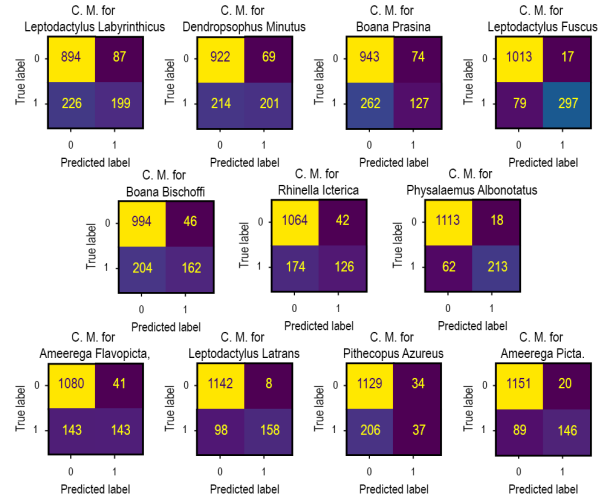 C. M. for
Leptodactylus Labyrinthicus
True label
0 894 87
1 226 199
0 1
Predicted label
C. M. for
Dendropsophus Minutus
True label
0 922 69
1 214 201
0 1
Predicted label
C. M. for
Boana Prasina
True label
0 943 74
1 262 127
0 1
Predicted label
C. M. for
Leptodactylus Fuscus
True label
0 1013 17
1 79 297
0 1
Predicted label
C. M. for
Boana Bischoffi
True label
0 994 46
1 204 162
0 1
Predicted label
C. M. for
Rhinella Icterica
True label
0 1064 42
1 174 126
0 1
Predicted label
C. M. for
Physalaemus Albonotatus
True label
0 1113 18
1 62 213
0 1
Predicted label
C. M. for
Ameerega Flavopicta,
True label
0 1080 41
1 143 143
0 1
Predicted label
C. M. for
Leptodactylus Latrans
True label
0 1142 8
1 98 158
0 1
Predicted label
C. M. for
Pithecopus Azureus
True label
0 1129 34
1 206 37
0 1
Predicted label
C. M. for
Ameerega Picta.
True label
0 1151 20
1 89 146
0 1
Predicted label